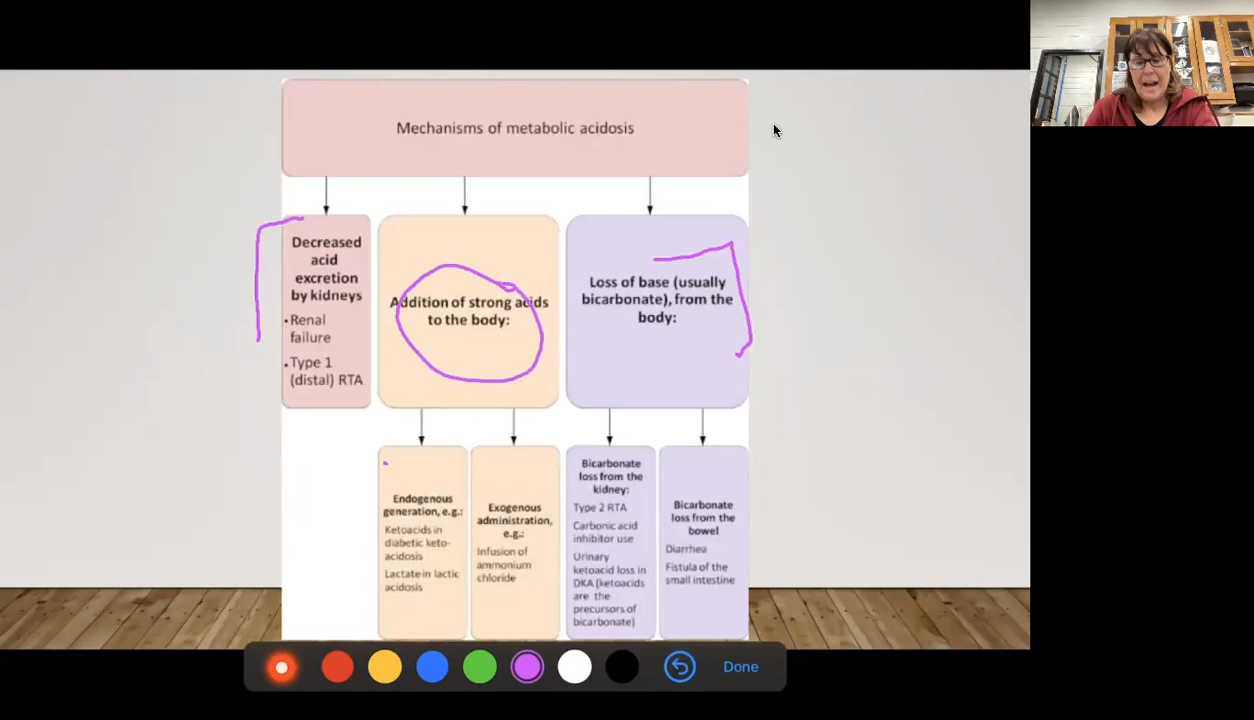 Mechanisms of metabolic acidosis
Decreased
acid
excretion
by kidneys
•Renal
failure
•Type 1
(distal) RTA
Addition of strong acids
to the body:
Loss of base (usually
bicarbonate), from the
body:
Endogenous
generation, e.g.:
Ketoacids in
diabetic keto-
acidosis
Lactate in lactic
acidosis
Exogenous
administration,
e.g.:
Infusion of
ammonium
chloride
Bicarbonate
loss from the
kidney:
Type 2 RTA
Carbonic acid
inhibitor use
Urinary
ketoacid loss in
DKA (ketoacids
are the
precursors of
bicarbonate)
Bicarbonate
loss from the
bowel
Diarrhea
Fistula of the
small intestine
Done